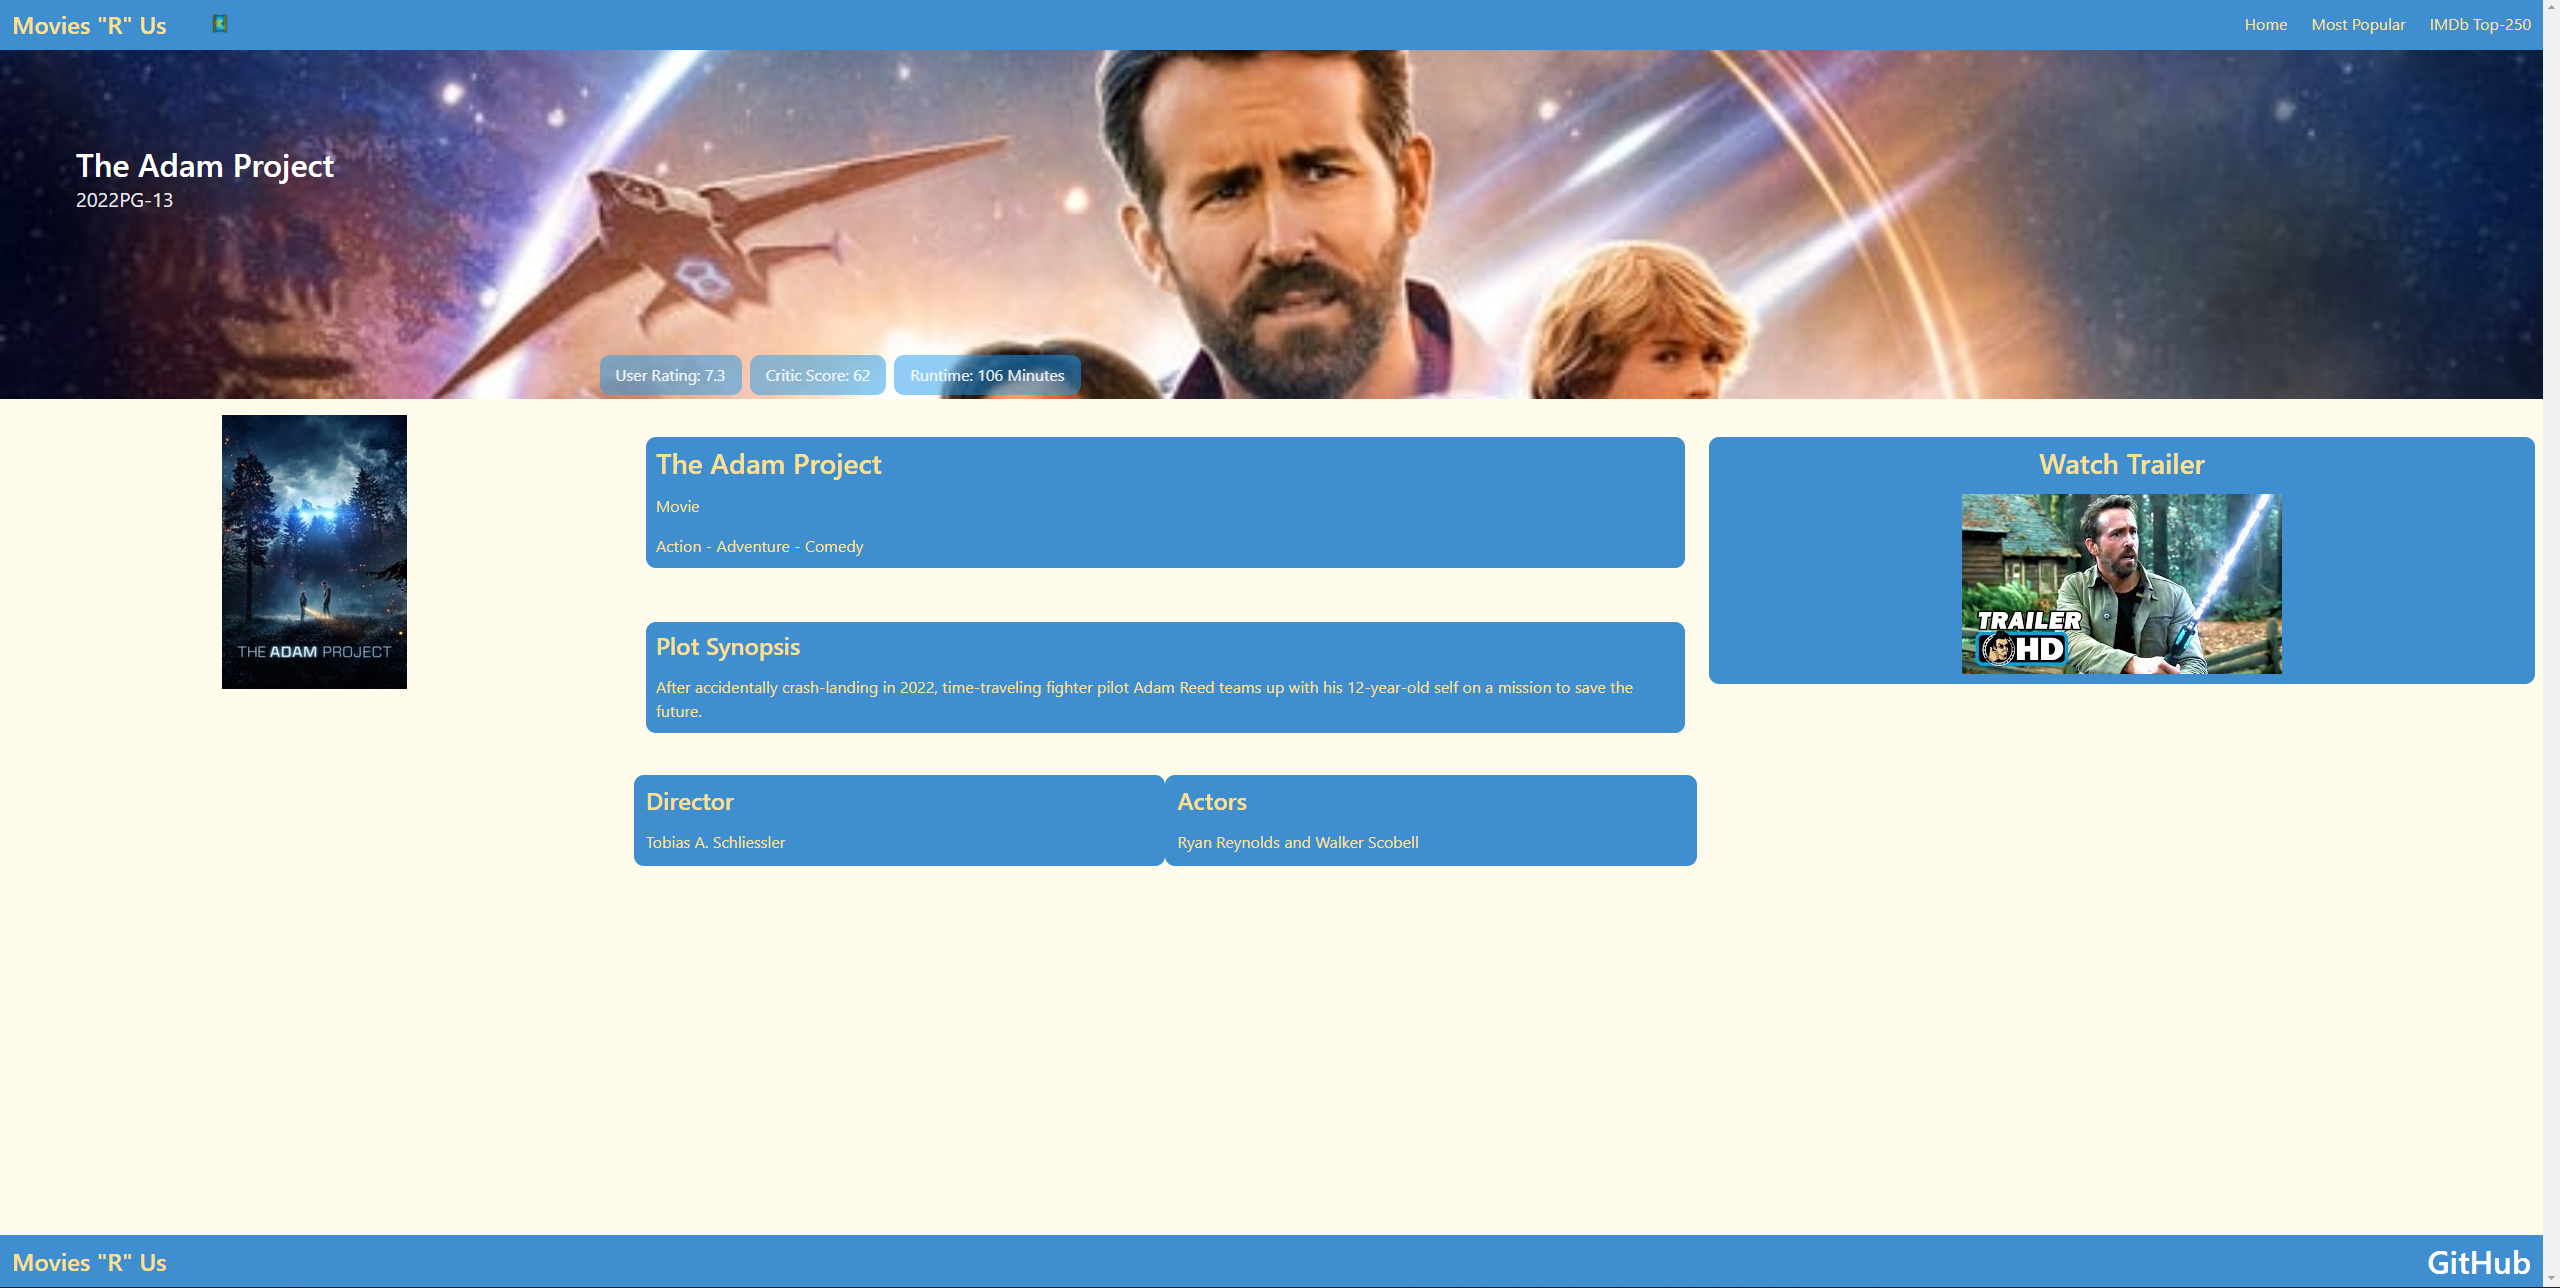 Movies "R" Us
Home
Most Popular
IMDb Top-250
The Adam Project
2022PG-13
User Rating: 7.3
Critic Score: 62
Runtime: 106 Minutes
THE ADAM PROJECT
The Adam Project
Movie
Action - Adventure - Comedy
Plot Synopsis
After accidentally crash-landing in 2022, time-traveling fighter pilot Adam Reed teams up with his 12-year-old self on a mission to save the
future.
Director
Tobias A. Schliessler
Actors
Ryan Reynolds and Walker Scobell
Watch Trailer
TRAILER
HD
Movies "R" Us
GitHub